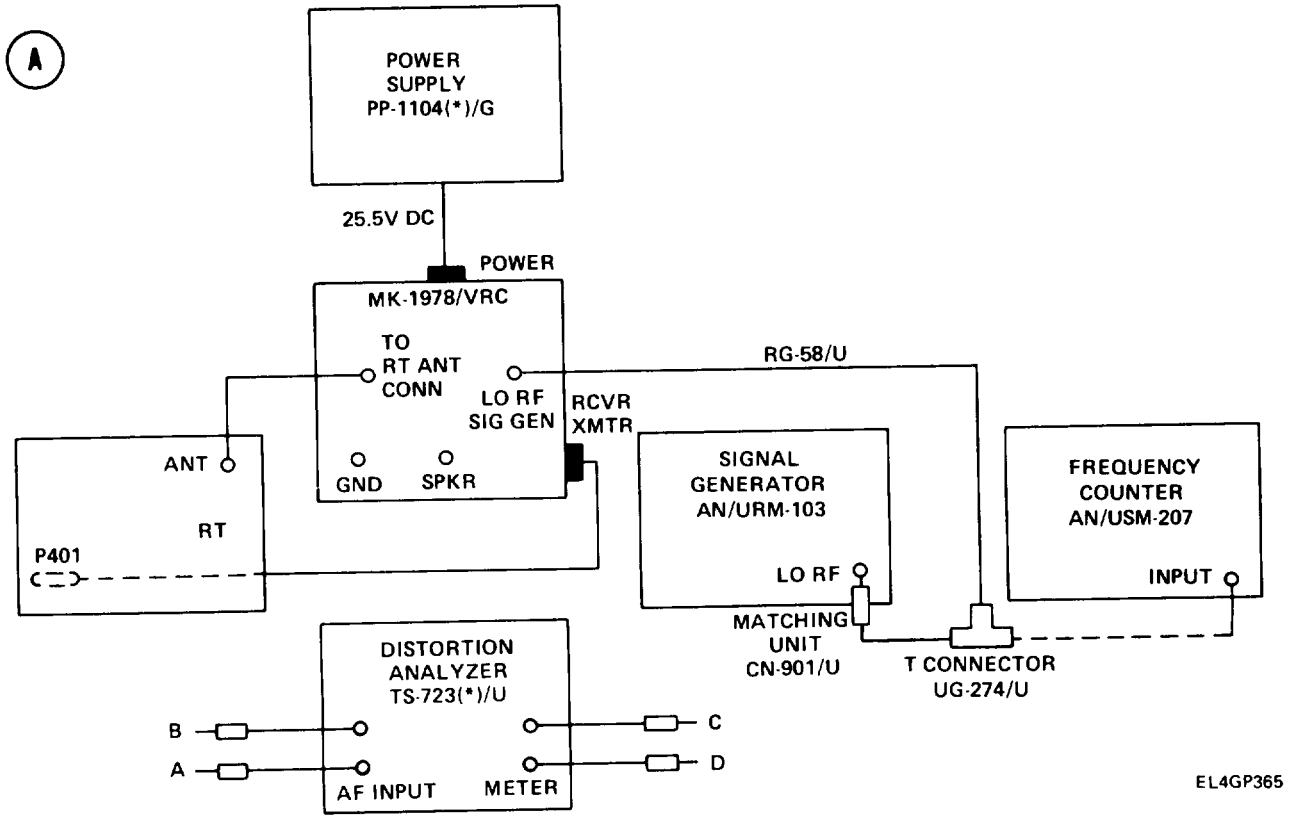 A
POWER
SUPPLY
PP-1104(*)/G
25.5V DC
POWER
MK-1978/VRC
TO
RT ANT
CONN
LO RF
SIG GEN
RCVR
XMTR
GND
SPKR
RG-58/U
ANT
RT
P401
SIGNAL
GENERATOR
AN/URM-103
LO RF
MATCHING
UNIT
CN-901/U
FREQUENCY
COUNTER
AN/USM-207
INPUT
T CONNECTOR
UG-274/U
DISTORTION
ANALYZER
TS-723(*)/U
B
A
AF INPUT
METER
C
D
EL4GP365